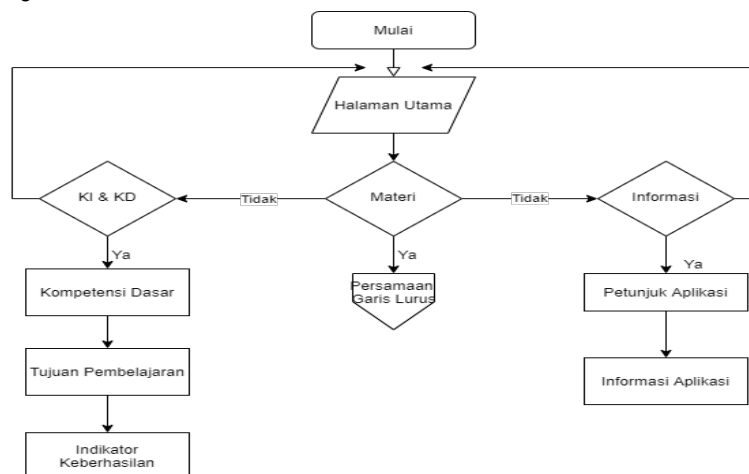 Mulai
Halaman Utama
KI & KD
Tidak
Materi
Tidak
Informasi
Ya
Ya
Ya
Kompetensi Dasar
Persamaan
Garis Lurus
Petunjuk Aplikasi
Tujuan Pembelajaran
Informasi Aplikasi
Indikator
Keberhasilan